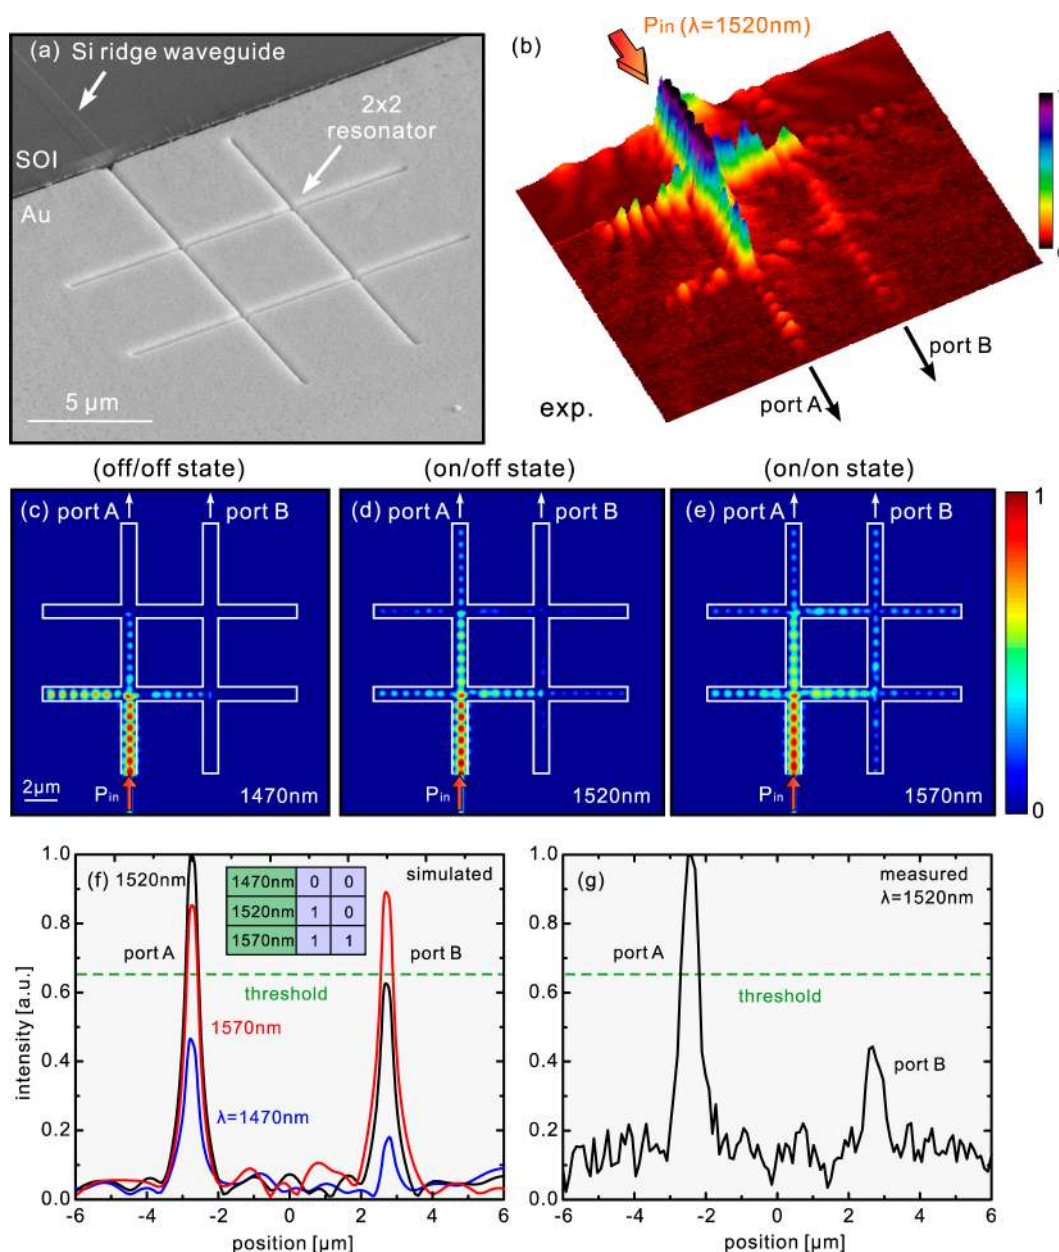 (a) Si ridge waveguide
2x2
resonator
SOI
Au
5 µm
(b)
Pin (λ=1520nm)
1
port B
port A
exp.
(off/off state)
(on/off state)
(on/on state)
(c)
port A
port B
2µm
Pin
1470nm
(d)
port A
port B
Pin
1520nm
(e)
port A
port B
Pin
1570nm
1
0
(f) 1520nm
simulated
1470nm 0 0
1520nm 1 0
1570nm 1 1
port A
port B
threshold
1570nm
λ=1470nm
intensity [a.u.]
1.0
0.8
0.6
0.4
0.2
0.0
-6 -4 -2 0 2 4 6
position [µm]
(g)
measured
λ=1520nm
port A
threshold
port B
1.0
0.8
0.6
0.4
0.2
0.0
-6 -4 -2 0 2 4 6
position [µm]